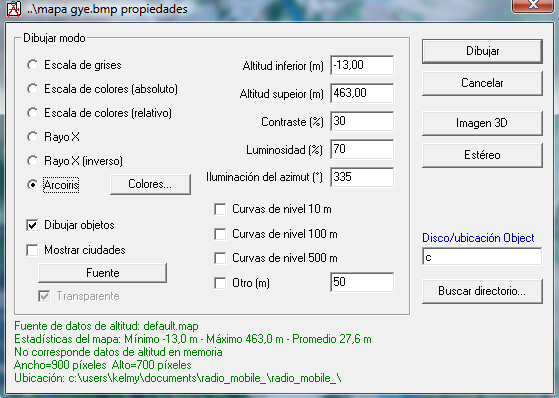 ..\mapa gye.bmp propiedades
Dibujar modo
Escala de grises
Escala de colores (absoluto)
Escala de colores (relativo)
Rayo X
Rayo X (inverso)
Arcoiris
Colores...
Dibujar objetos
Mostrar ciudades
Fuente
Transparente
Altitud inferior (m) -13,00
Altitud supeior (m) 463,00
Contraste (%) 30
Luminosidad (%) 70
Iluminación del azimut (°) 335
Curvas de nivel 10 m
Curvas de nivel 100 m
Curvas de nivel 500 m
Otro (m) 50
Dibujar
Cancelar
Imagen 3D
Estéreo
Disco/ubicación Object
c
Buscar directorio...
Fuente de datos de altitud: default.map
Estadísticas del mapa: Mínimo -13,0 m - Máximo 463,0 m - Promedio 27,6 m
No corresponde datos de altitud en memoria
Ancho=900 píxeles Alto=700 píxeles
Ubicación: c:\users\kelmy\documents\radio_mobile_\radio_mobile_\